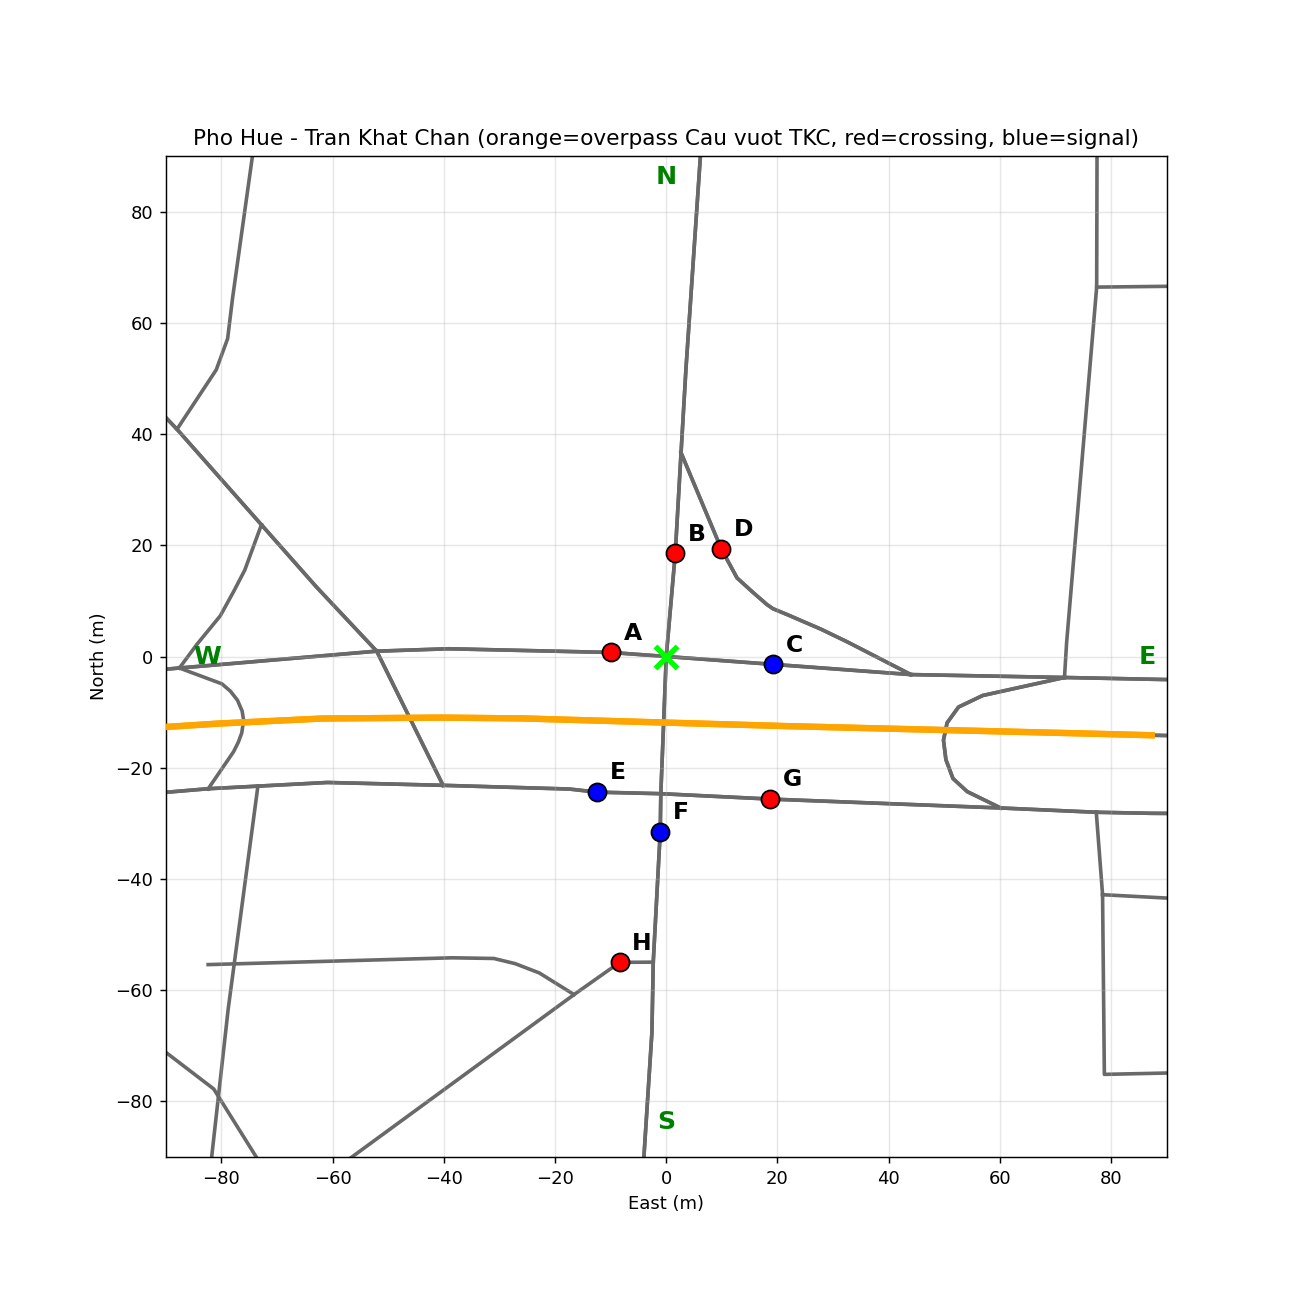 Pho Hue - Tran Khat Chan (orange=overpass Cau vuot TKC, red=crossing, blue=signal)
N
80
60
40
20
B
D
A
C
0
W
E
−20
E
G
F
−40
H
−60
−80
S
−80
−60
−40
−20
0
20
40
60
80
North (m)
East (m)